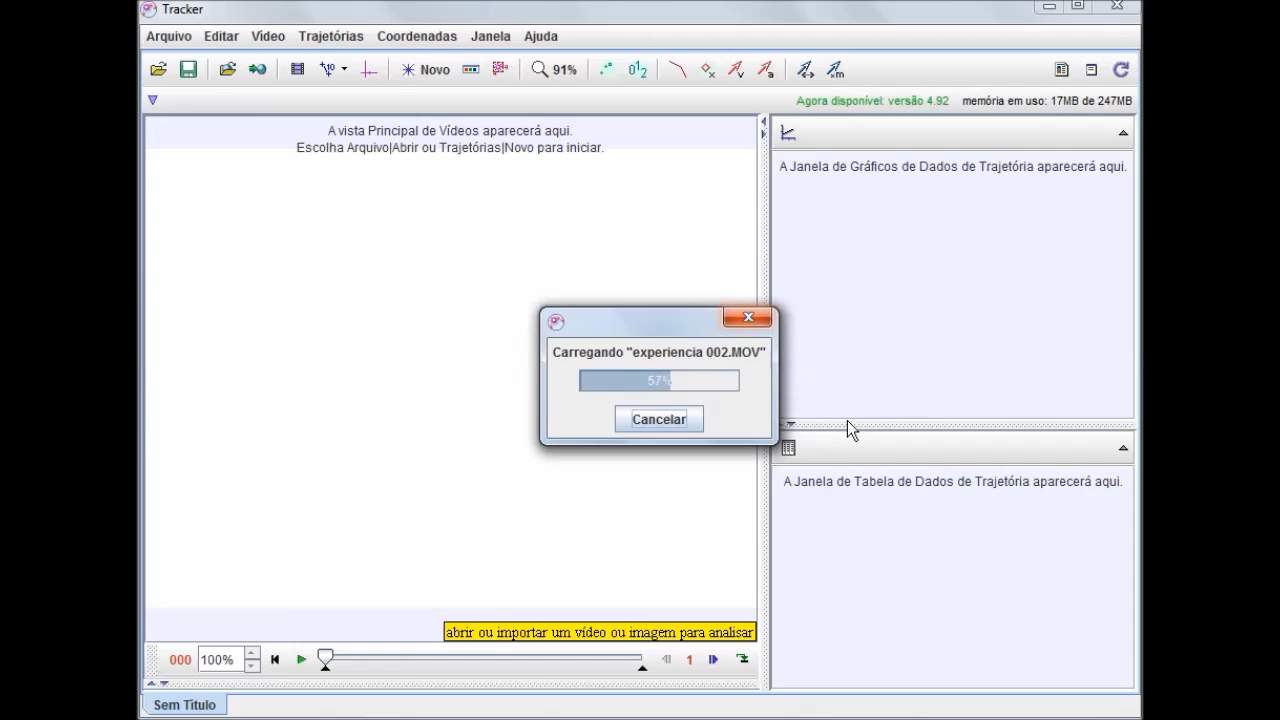 Tracker
Arquivo Editar Vídeo Trajetórias Coordenadas Janela Ajuda
Novo 91%
Agora disponível: versão 4.92 memória em uso: 17MB de 247MB
A vista Principal de Vídeos aparecerá aqui.
Escolha Arquivo|Abrir ou Trajetórias|Novo para iniciar.
A Janela de Gráficos de Dados de Trajetória aparecerá aqui.
Carregando "experiencia 002.MOV"
57%
Cancelar
A Janela de Tabela de Dados de Trajetória aparecerá aqui.
abrir ou importar um vídeo ou imagem para analisar
000 100% 1
Sem Título